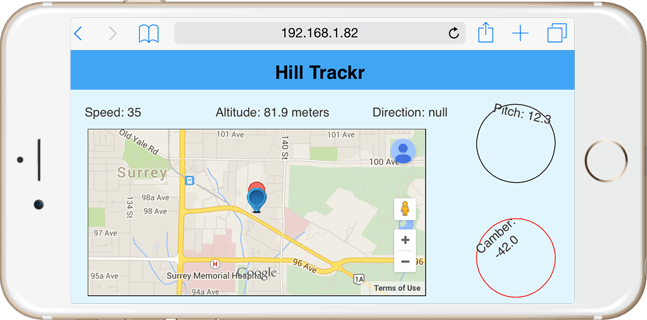 192.168.1.82
Hill Trackr
Speed: 35
Altitude: 81.9 meters
Direction: null
Pitch: 12.3
Old Yale Rd
101 Ave
101 Ave
140 St
100 Ave
Surrey
134 St
98a Ave
98 Ave
97 Ave
96 Ave
95a Ave
H
Surrey Memorial Hospital
Google
1A
95 Ave
Terms of Use
Camber:
-42.0